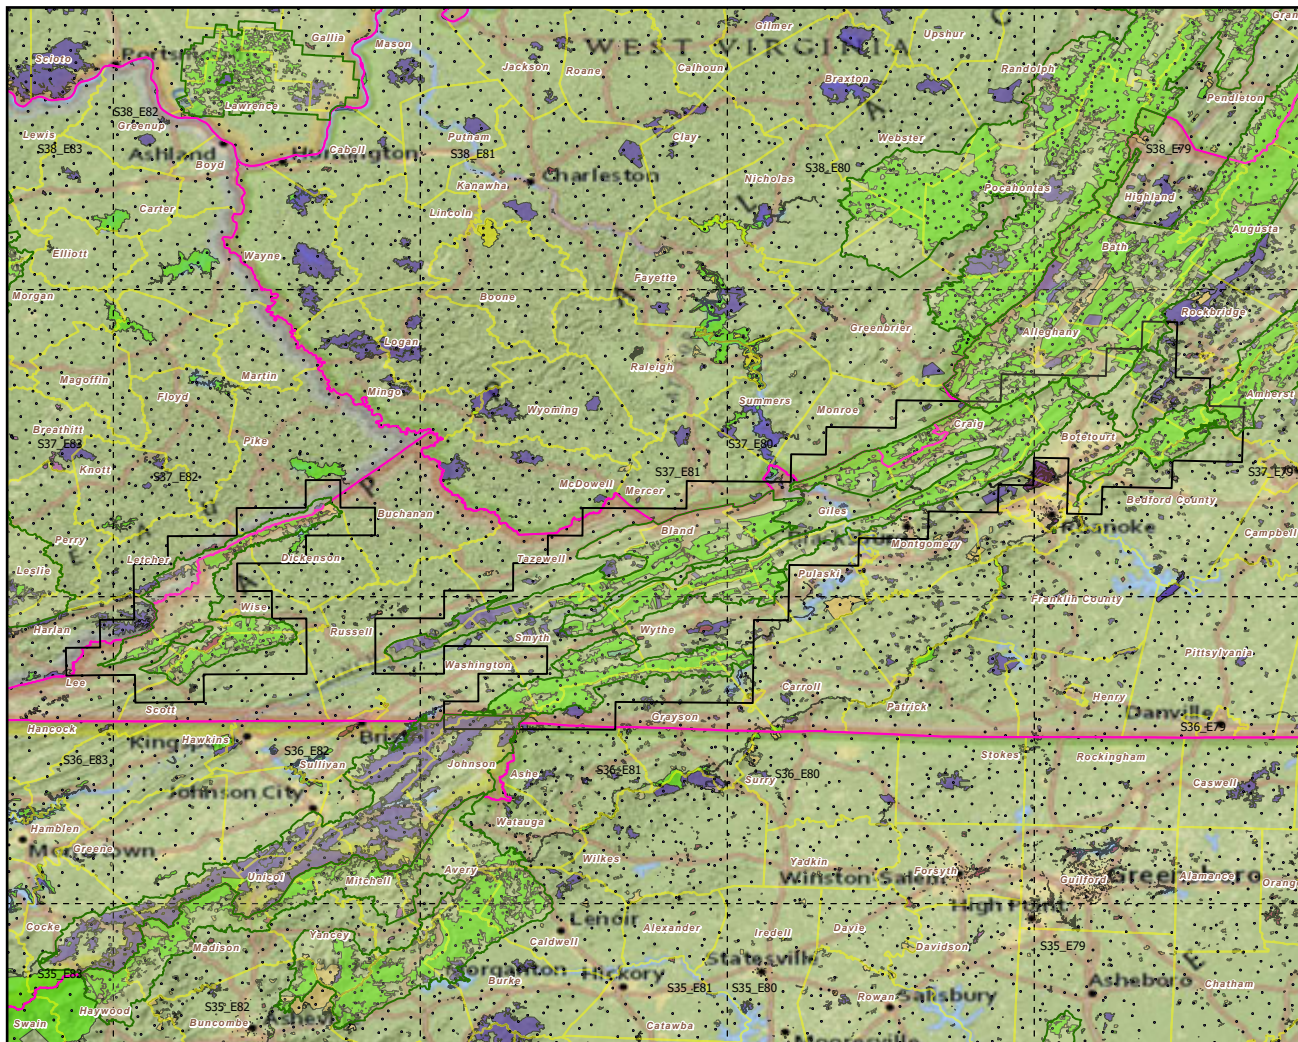 Gilmer
Gallia
Mason
WEST VIRGINIA
Upshur
Scioto
Jackson
Roane
Calhoun
Randolph
Braxton
Pendleton
Lawrence
S38_E82
Greenup
Lewis
Putnam
Clay
Webster
S38_E83
Ashland
Huntington
Cabell
S38_E81
S38_E79
Boyd
S38_E80
Kanawha
Charleston
Nicholas
Pocahontas
Highland
Carter
Lincoln
Augusta
Elliott
Wayne
Bath
Fayette
Morgan
Boone
Rockbridge
Greenbrier
Alleghany
Logan
Raleigh
Magoffin
Martin
Floyd
Mingo
Amherst
Wyoming
Summers
Monroe
Craig
Breathitt
Pike
S37_E83
S37_E80
Botetourt
Knott
S37_E82
S37_E81
S37_E79
McDowell
Mercer
Bedford County
Buchanan
Giles
Roanoke
Perry
Bland
Campbell
Letcher
Dickenson
Tazewell
Montgomery
Leslie
Pulaski
Wise
Franklin County
Harlan
Russell
Smyth
Wythe
Washington
Pittsylvania
Lee
Carroll
Henry
Scott
Grayson
Patrick
Danville
Hancock
Hawkins
S36_E79
S36_E82
S36_E83
Sullivan
Johnson
Ashe
S36_E81
Surry
S36_E80
Stokes
Rockingham
Caswell
Johnson City
Hamblen
Watauga
Greene
Wilkes
Yadkin
Winston-Salem
Forsyth
Guilford
Greensboro
Alamance
Orang
Unicoi
Mitchell
Avery
High Point
Cocke
Lenoir
Yancey
Alexander
Iredell
Davie
Madison
Caldwell
Davidson
S35_E79
Statesville
S35_E83
Morganton
Hickory
Burke
Asheboro
S35_E81
S35_E80
Chatham
Haywood
S35_E82
Rowan
Salisbury
Swain
Buncombe
Catawba
Mooresville